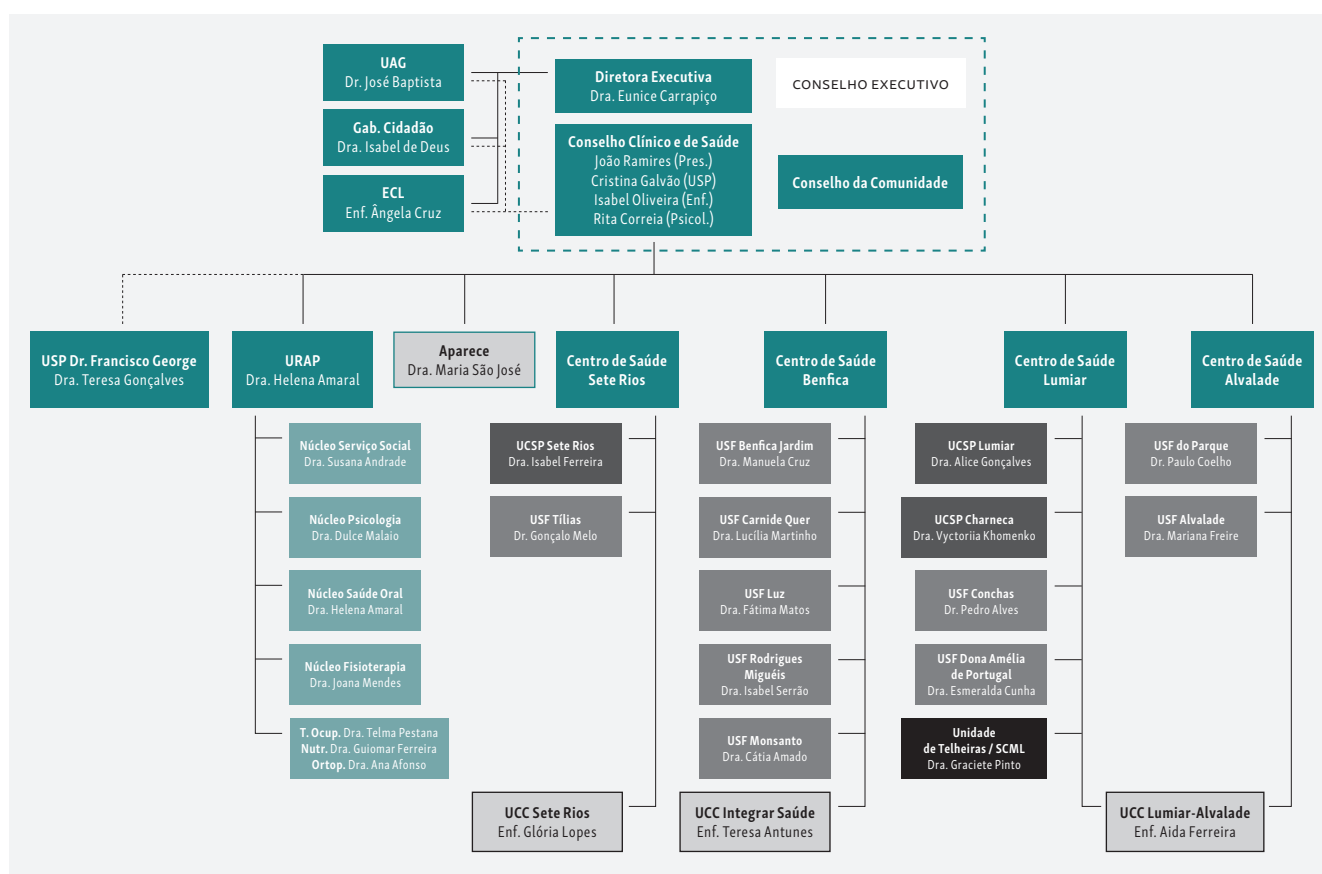 UAG
Dr. José Baptista
Gab. Cidadão
Dra. Isabel de Deus
ECL
Enf. Ângela Cruz
Diretora Executiva
Dra. Eunice Carrapiço
CONSELHO EXECUTIVO
Conselho Clínico e de Saúde
João Ramires (Pres.)
Cristina Galvão (USP)
Isabel Oliveira (Enf.)
Rita Correia (Psicol.)
Conselho da Comunidade
USP Dr. Francisco George
Dra. Teresa Gonçalves
URAP
Dra. Helena Amaral
Aparece
Dra. Maria São José
Centro de Saúde
Sete Rios
Centro de Saúde
Benfica
Centro de Saúde
Lumiar
Centro de Saúde
Alvalade
Núcleo Serviço Social
Dra. Susana Andrade
Núcleo Psicologia
Dra. Dulce Malaio
Núcleo Saúde Oral
Dra. Helena Amaral
Núcleo Fisioterapia
Dra. Joana Mendes
T. Ocup. Dra. Telma Pestana
Nutr. Dra. Guiomar Ferreira
Ortop. Dra. Ana Afonso
UCSP Sete Rios
Dra. Isabel Ferreira
USF Tílias
Dr. Gonçalo Melo
UCC Sete Rios
Enf. Glória Lopes
USF Benfica Jardim
Dra. Manuela Cruz
USF Carnide Quer
Dra. Lucília Martinho
USF Luz
Dra. Fátima Matos
USF Rodrigues
Miguéis
Dra. Isabel Serrão
USF Monsanto
Dra. Cátia Amado
UCC Integrar Saúde
Enf. Teresa Antunes
UCSP Lumiar
Dra. Alice Gonçalves
UCSP Charneca
Dra. Vyctoriia Khomenko
USF Conchas
Dr. Pedro Alves
USF Dona Amélia
de Portugal
Dra. Esmeralda Cunha
Unidade
de Telheiras / SCML
Dra. Graciete Pinto
USF do Parque
Dr. Paulo Coelho
USF Alvalade
Dra. Mariana Freire
UCC Lumiar-Alvalade
Enf. Aida Ferreira